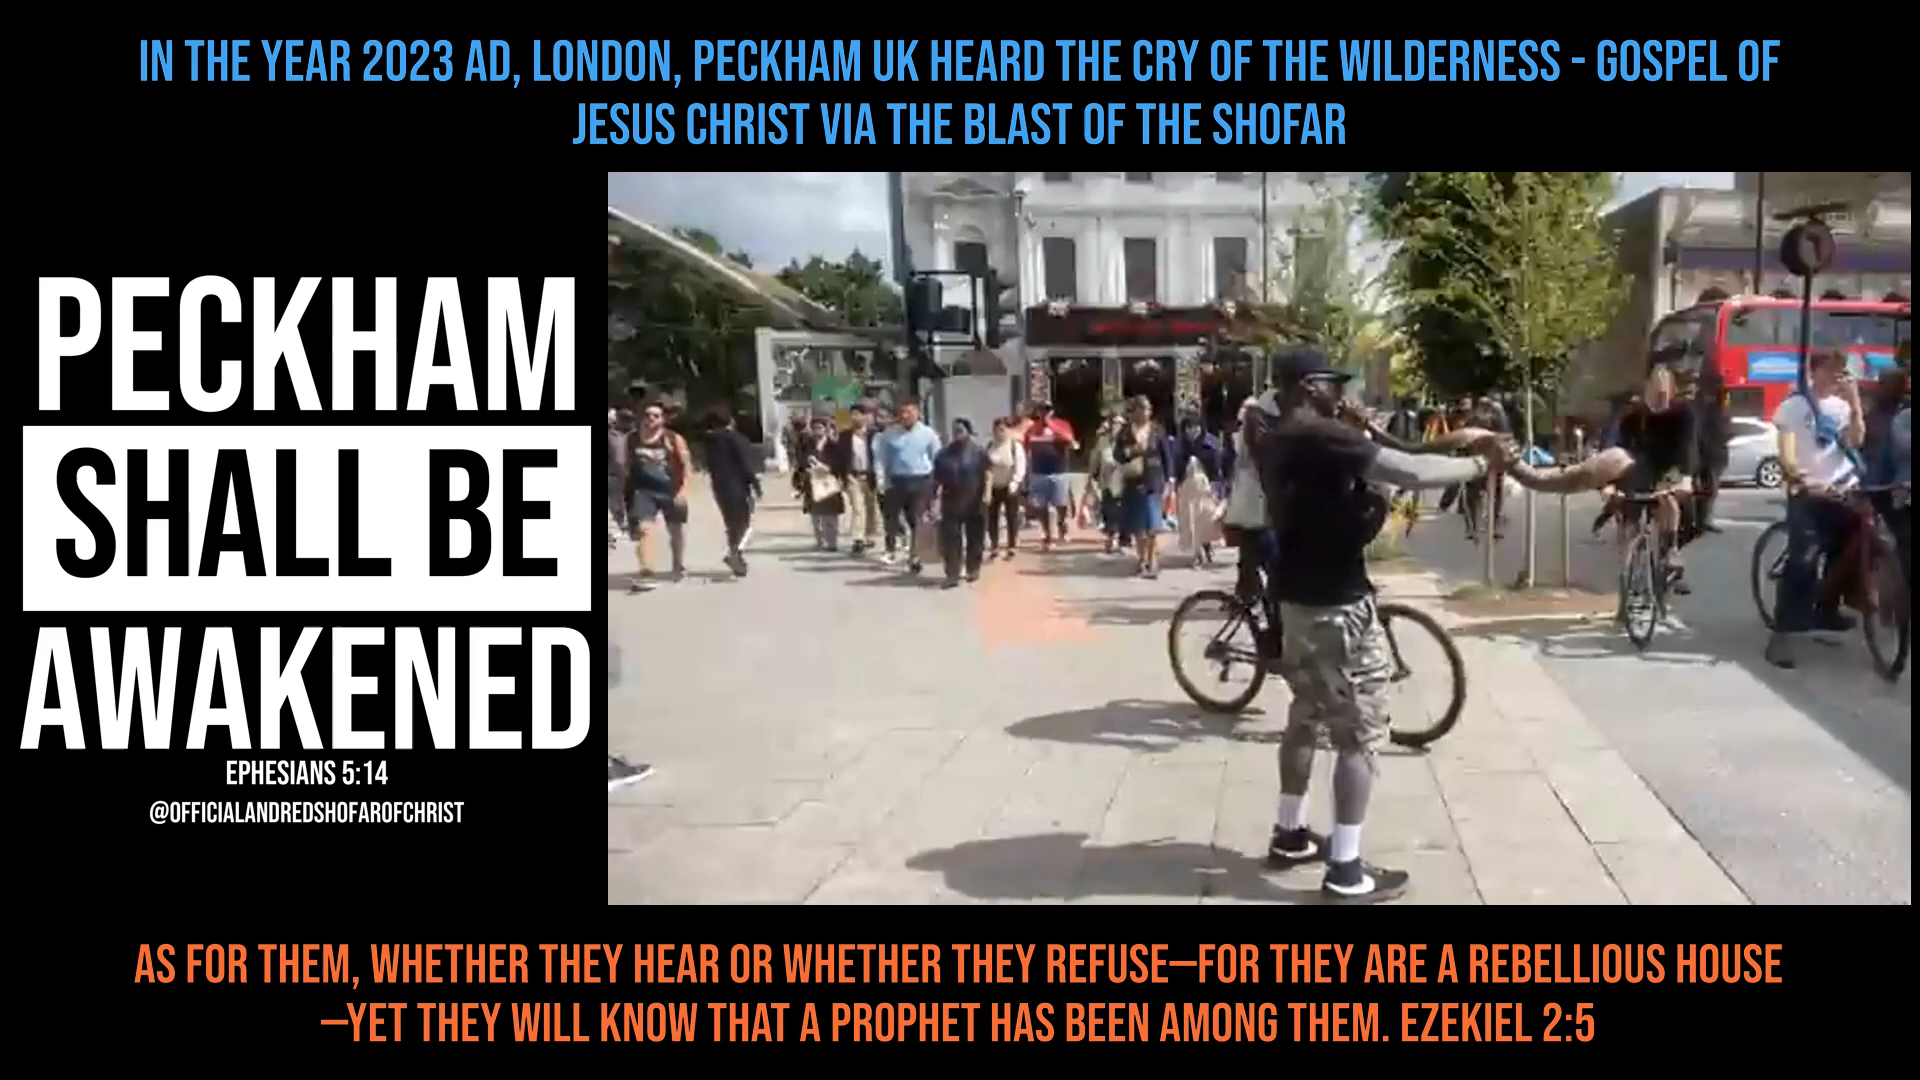 IN THE YEAR 2023 AD, LONDON, PECKHAM UK HEARD THE CRY OF THE WILDERNESS - GOSPEL OF
JESUS CHRIST VIA THE BLAST OF THE SHOFAR
PECKHAM
SHALL BE
AWAKENED
EPHESIANS 5:14
@OFFICIALANDREDSHOFAROFCHRIST
AS FOR THEM, WHETHER THEY HEAR OR WHETHER THEY REFUSE—FOR THEY ARE A REBELLIOUS HOUSE
—YET THEY WILL KNOW THAT A PROPHET HAS BEEN AMONG THEM. EZEKIEL 2:5